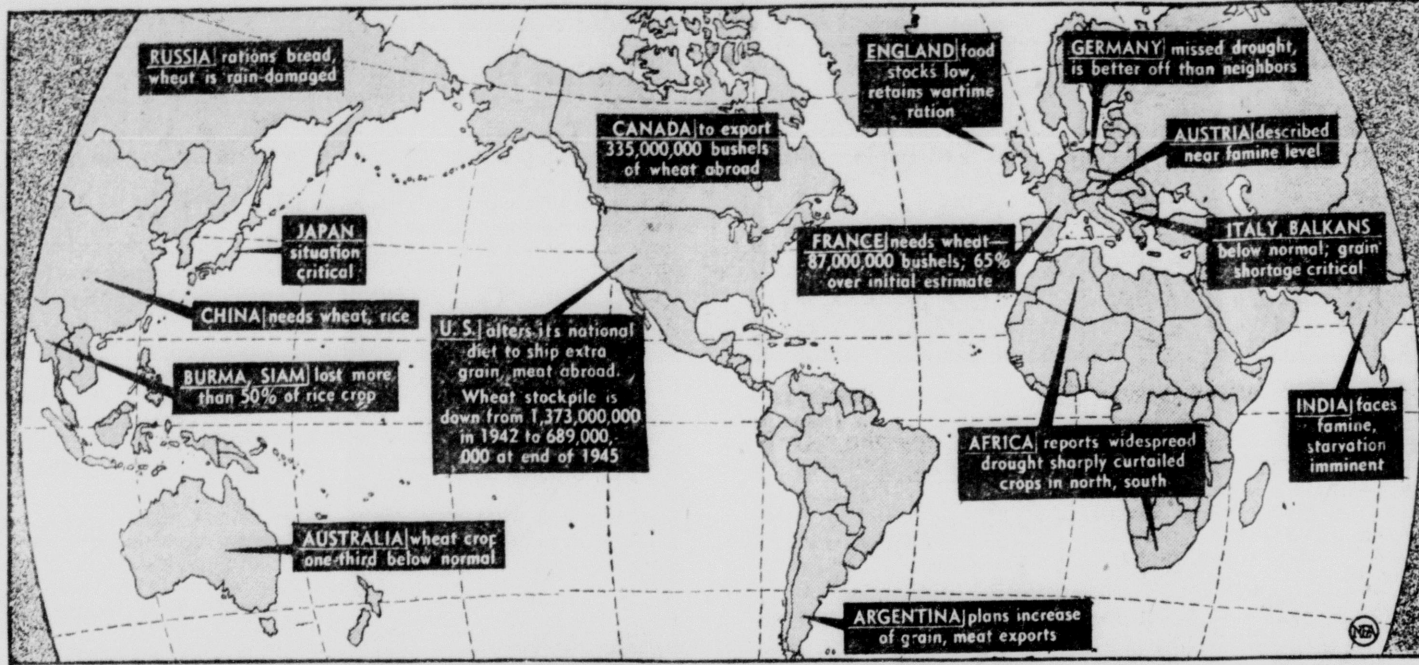 RUSSIA rations bread,
wheat is rain-damaged
ENGLAND food
stocks low,
retains wartime
ration
GERMANY missed drought,
is better off than neighbors
CANADA to export
335,000,000 bushels
of wheat abroad
AUSTRIA described
near famine level
JAPAN
situation
critical
FRANCE needs wheat—
87,000,000 bushels; 65%
over initial estimate
ITALY, BALKANS
below normal; grain
shortage critical
CHINA needs wheat, rice
U. S. alters its national
diet to ship extra
grain, meat abroad.
Wheat stockpile is
down from 1,373,000,000
in 1942 to 689,000,
000 at end of 1945
BURMA, SIAM lost more
than 50% of rice crop
INDIA faces
famine,
starvation
imminent
AFRICA reports widespread
drought sharply curtailed
crops in north, south
AUSTRALIA wheat crop
one-third below normal
ARGENTINA plans increase
of grain, meat exports
NEA